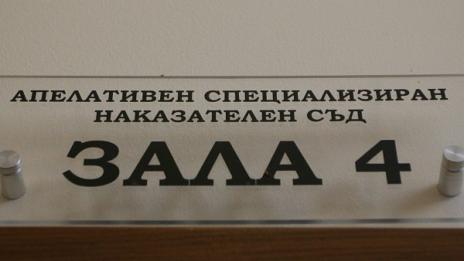 АПЕЛАТИВЕН СПЕЦИАЛИЗИРАН
НАКАЗАТЕЛЕН СЪД
ЗАЛА 4